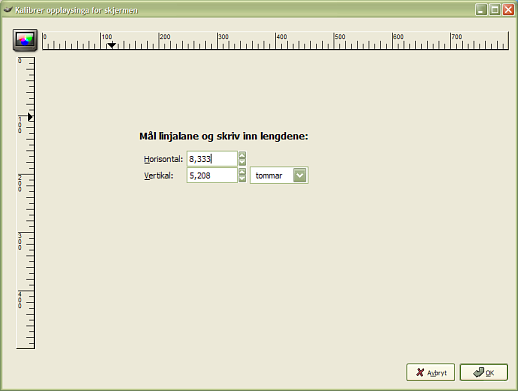 Kalibrer oppløysinga for skjermen
0 100 200 300 400 500 600 700
0
100
200
300
400
Mål linjalane og skriv inn lengdene:
Horisontal: 8,333
Vertikal: 5,208 tommar
Avbryt OK